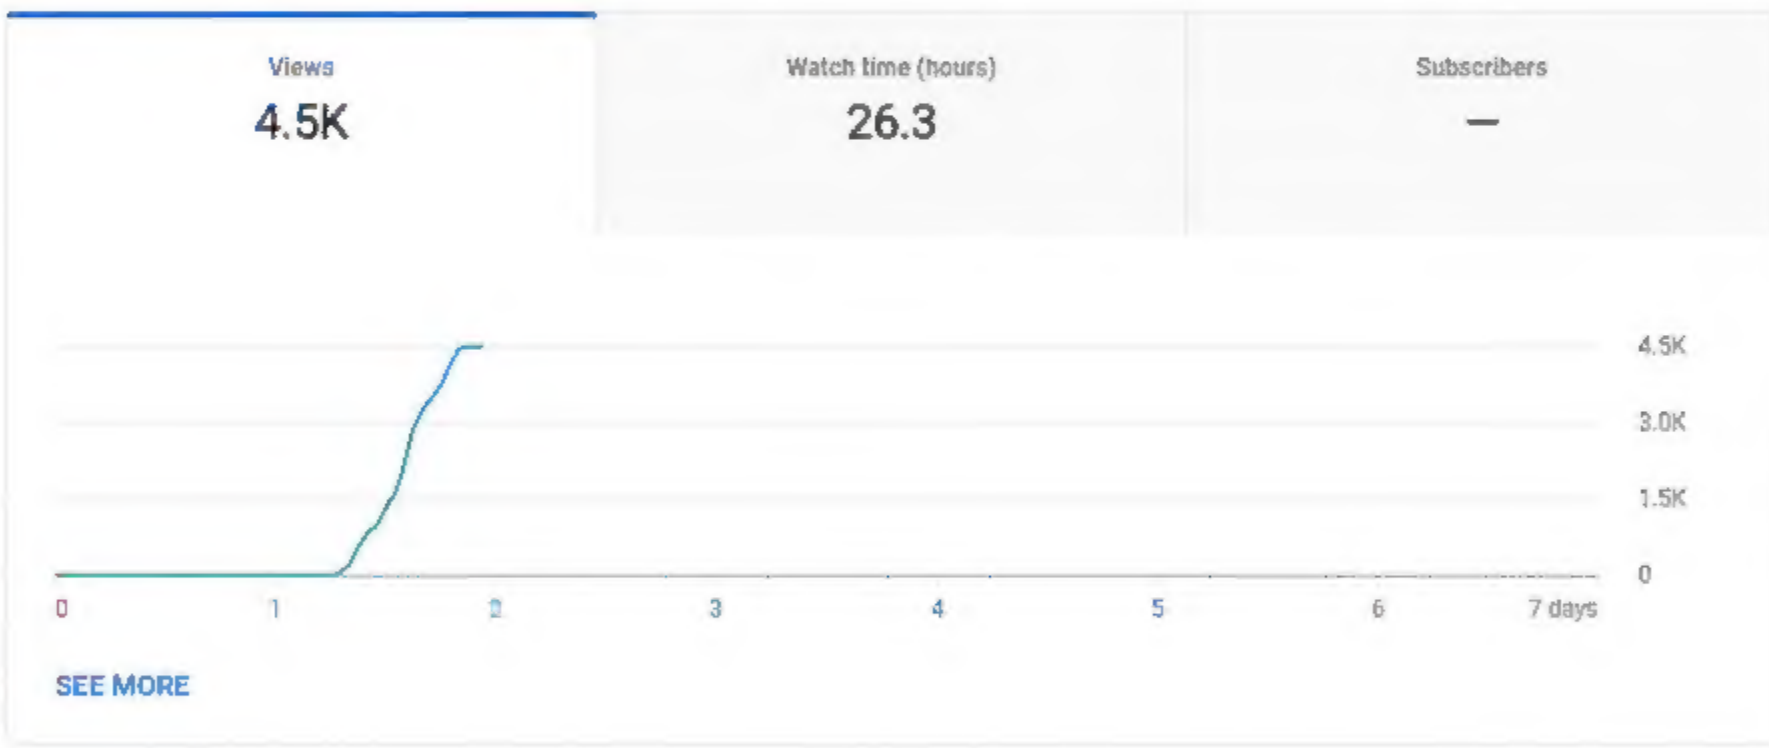 Views
4.5K
Watch time (hours)
26.3
Subscribers
—
4.5K
3.0K
1.5K
0
0 1 2 3 4 5 6 7 days
SEE MORE